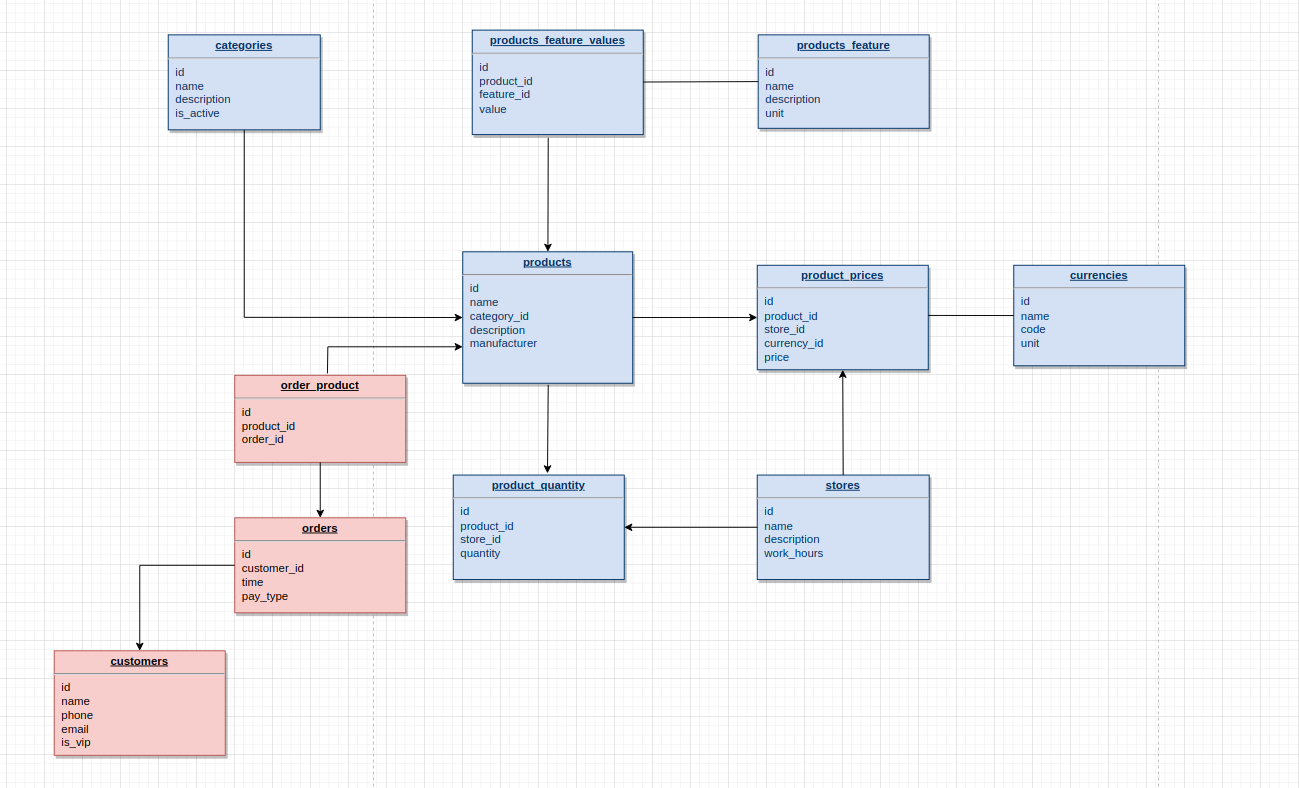 categories
id
name
description
is_active
products_feature_values
id
product_id
feature_id
value
products_feature
id
name
description
unit
products
id
name
category_id
description
manufacturer
product_prices
id
product_id
store_id
currency_id
price
currencies
id
name
code
unit
order_product
id
product_id
order_id
product_quantity
id
product_id
store_id
quantity
stores
id
name
description
work_hours
orders
id
customer_id
time
pay_type
customers
id
name
phone
email
is_vip